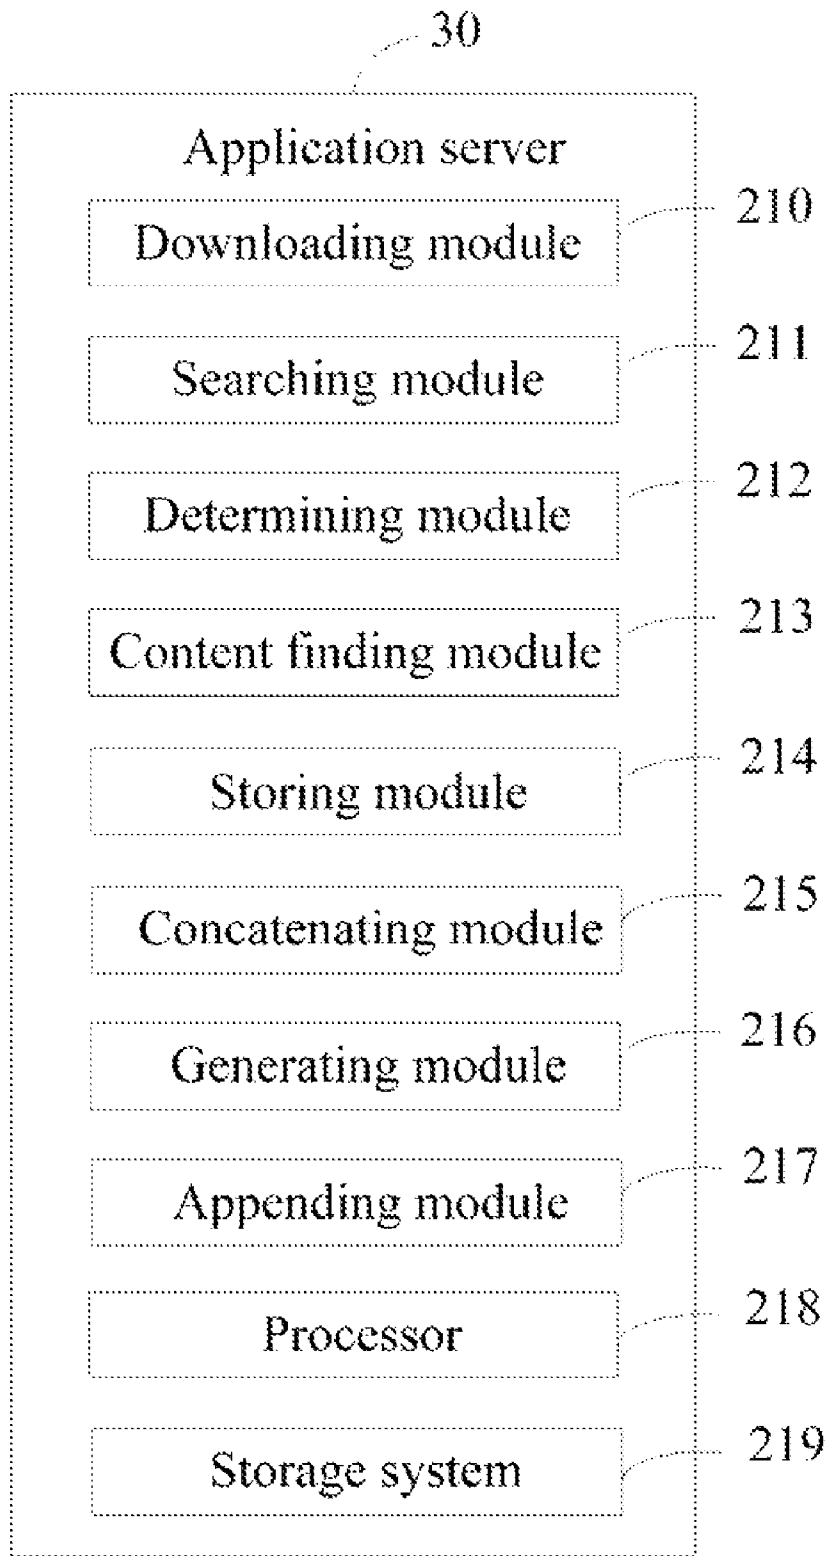 30
Application server
210
Downloading module
211
Searching module
212
Determining module
213
Content finding module
214
Storing module
215
Concatenating module
216
Generating module
217
Appending module
218
Processor
219
Storage system